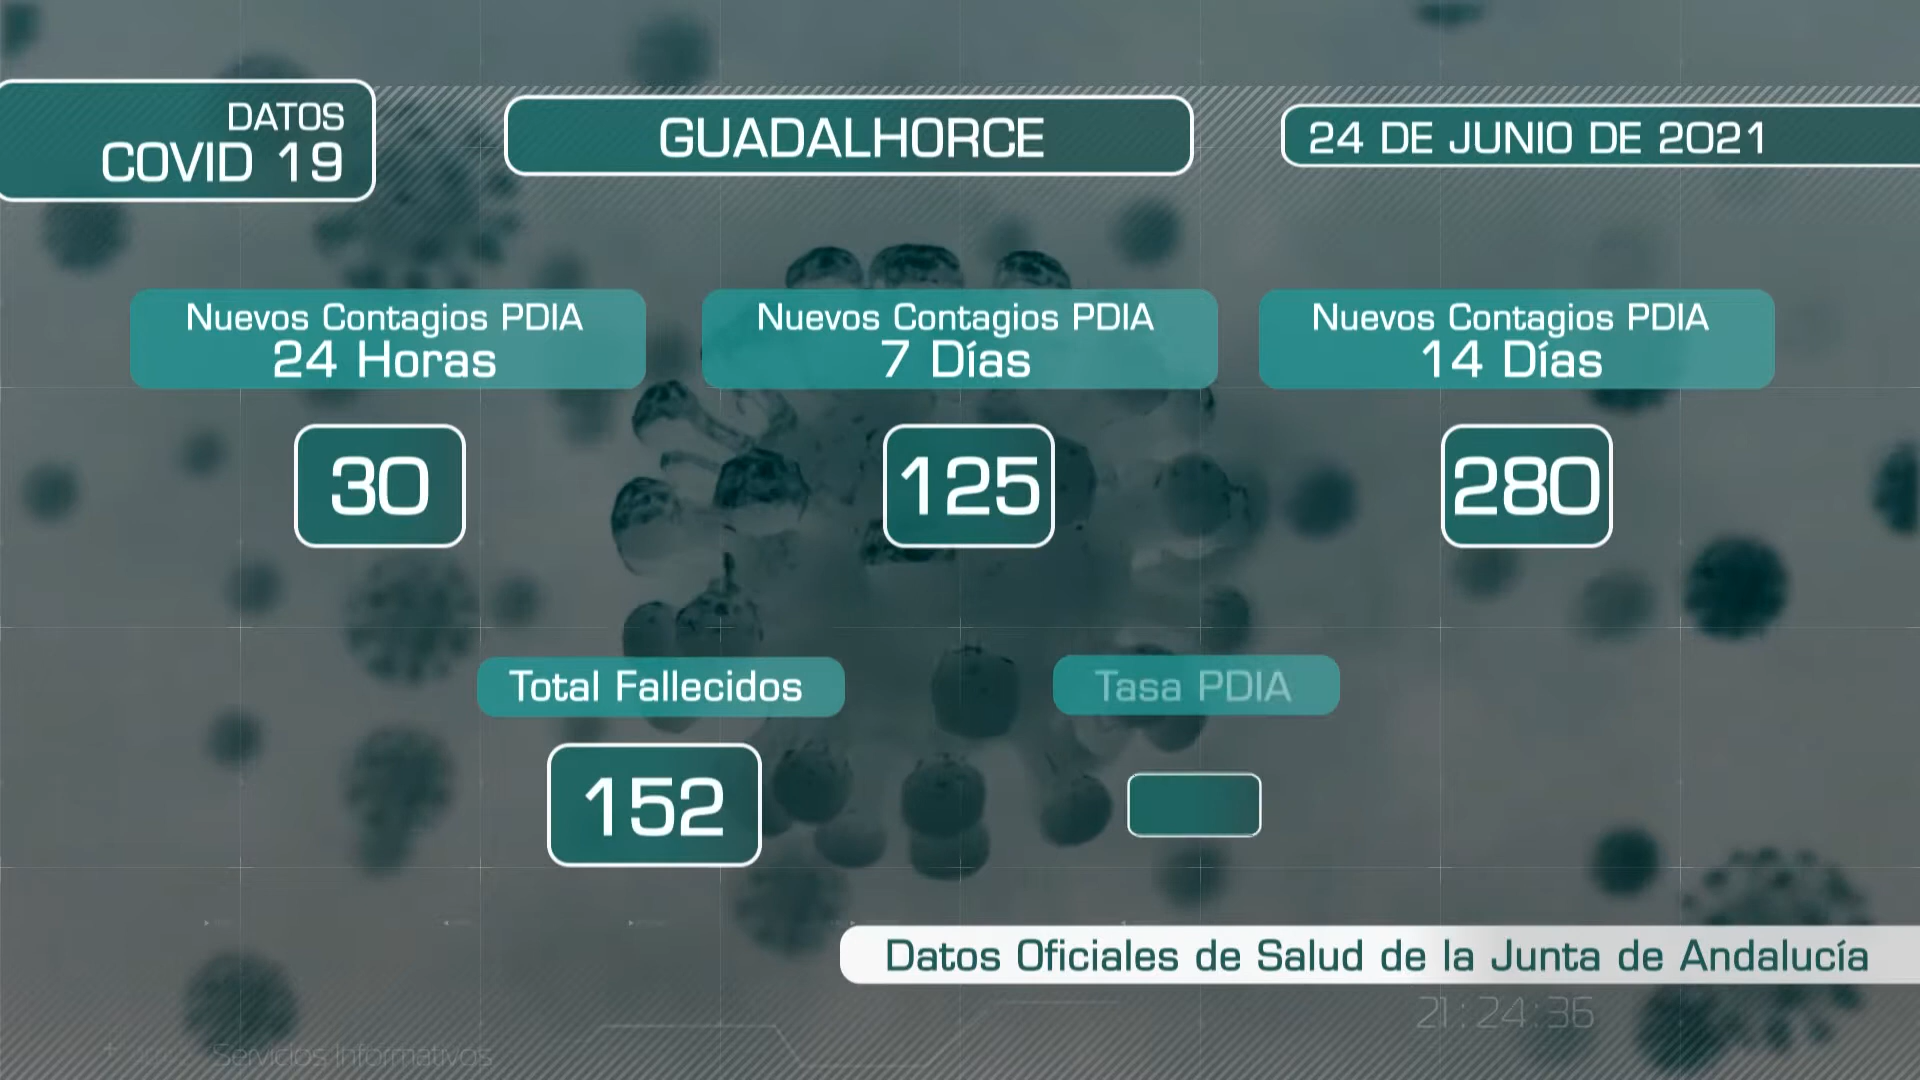 DATOS
COVID 19
GUADALHORCE
24 DE JUNIO DE 2021
Nuevos Contagios PDIA
24 Horas
Nuevos Contagios PDIA
7 Días
Nuevos Contagios PDIA
14 Días
30
125
280
Total Fallecidos
Tasa PDIA
152
Datos Oficiales de Salud de la Junta de Andalucía
21:24:36
Servicios Informativos